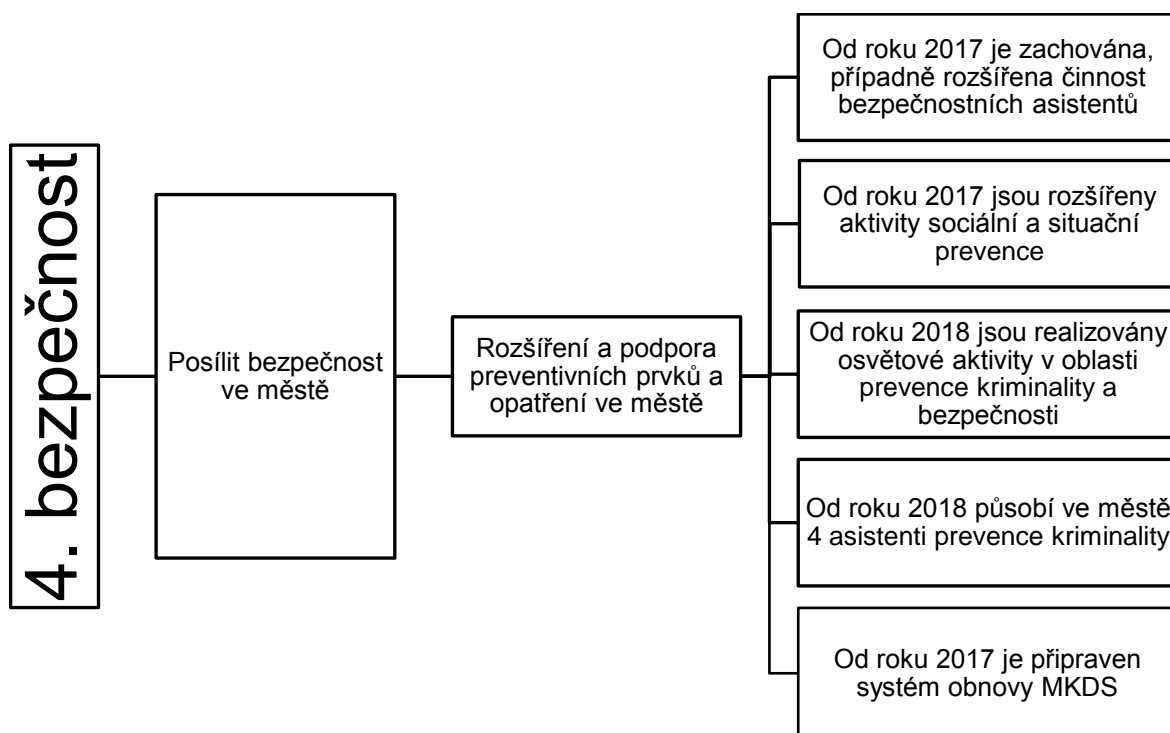 4. bezpečnost
Posílit bezpečnost
ve městě
Rozšíření a podpora
preventivních prvků a
opatření ve městě
Od roku 2017 je zachována,
případně rozšířena činnost
bezpečnostních asistentů
Od roku 2017 jsou rozšířeny
aktivity sociální a situační
prevence
Od roku 2018 jsou realizovány
osvětové aktivity v oblasti
prevence kriminality a
bezpečnosti
Od roku 2018 působí ve městě
4 asistenti prevence kriminality
Od roku 2017 je připraven
systém obnovy MKDS